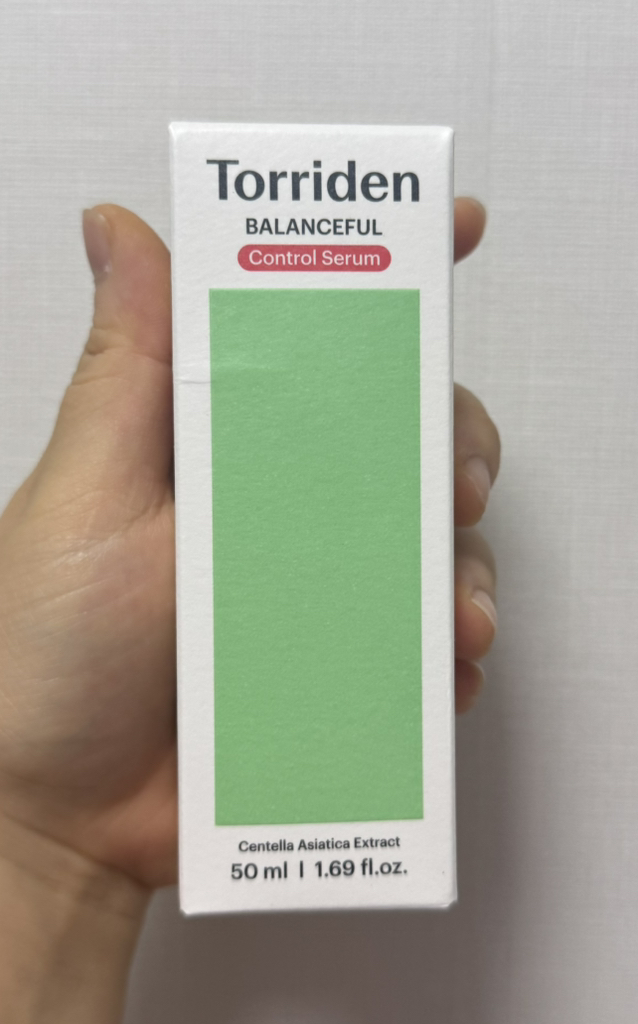 Torriden
BALANCEFUL
Control Serum
Centella Asiatica Extract
50 ml | 1.69 fl.oz.